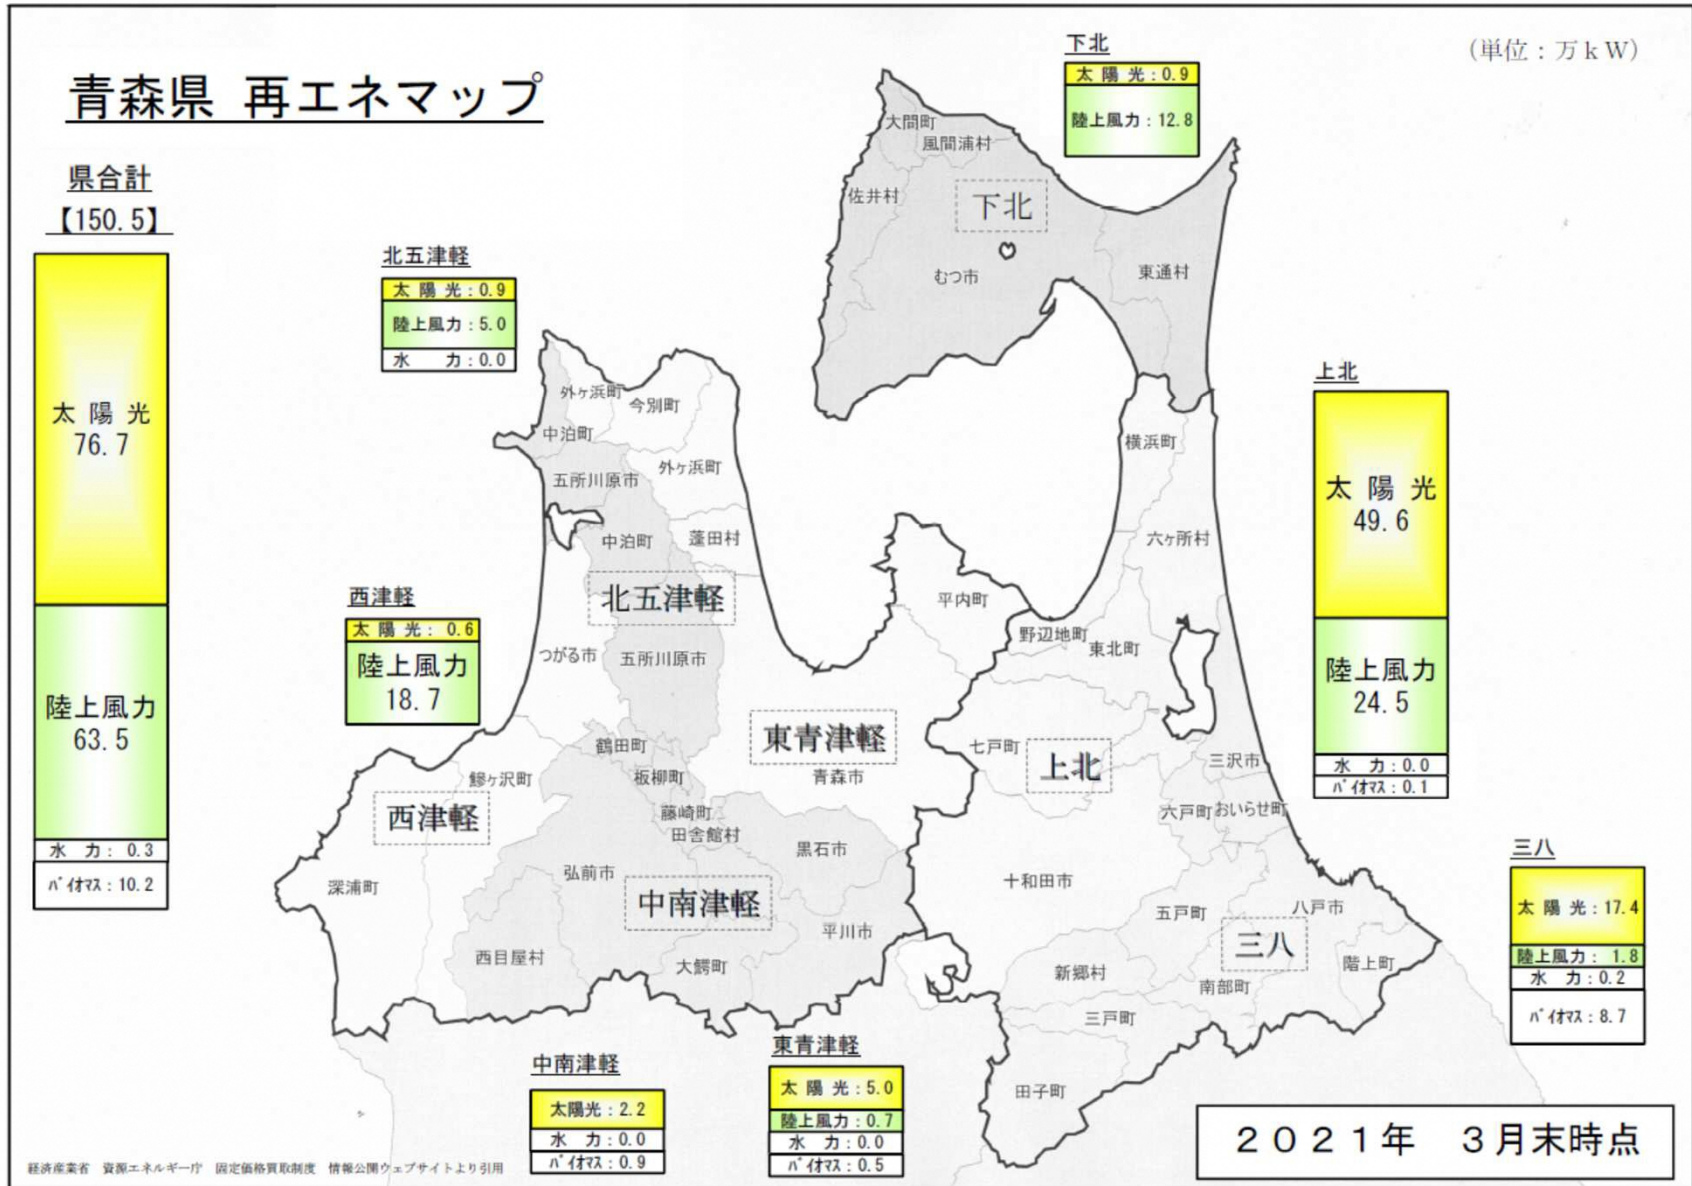 青森県 再エネマップ
(単位：万ｋＷ)
県合計
【150.5】
太 陽 光
76.7
陸上風力
63.5
水 力：0.3
ﾊﾞｲｵﾏｽ：10.2
下北
太 陽 光：0.9
陸上風力：12.8
北五津軽
太 陽 光：0.9
陸上風力：5.0
水 力：0.0
西津軽
太 陽 光：0.6
陸上風力
18.7
上北
太 陽 光
49.6
陸上風力
24.5
水 力：0.0
ﾊﾞｲｵﾏｽ：0.1
三八
太 陽 光：17.4
陸上風力：1.8
水 力：0.2
ﾊﾞｲｵﾏｽ：8.7
中南津軽
太陽光：2.2
水 力：0.0
ﾊﾞｲｵﾏｽ：0.9
東青津軽
太 陽 光：5.0
陸上風力：0.7
水 力：0.0
ﾊﾞｲｵﾏｽ：0.5
大間町
風間浦村
佐井村
下北
むつ市
東通村
外ヶ浜町
今別町
中泊町
外ヶ浜町
五所川原市
横浜町
中泊町
蓬田村
六ヶ所村
北五津軽
平内町
野辺地町
東北町
つがる市
五所川原市
東青津軽
青森市
七戸町
上北
三沢市
鶴田町
板柳町
鰺ヶ沢町
西津軽
藤崎町
田舎館村
黒石市
六戸町
おいらせ町
深浦町
弘前市
中南津軽
平川市
十和田市
五戸町
八戸市
三八
西目屋村
大鰐町
新郷村
南部町
階上町
三戸町
田子町
２０２１年 ３月末時点
経済産業省 資源エネルギー庁 固定価格買取制度 情報公開ウェブサイトより引用